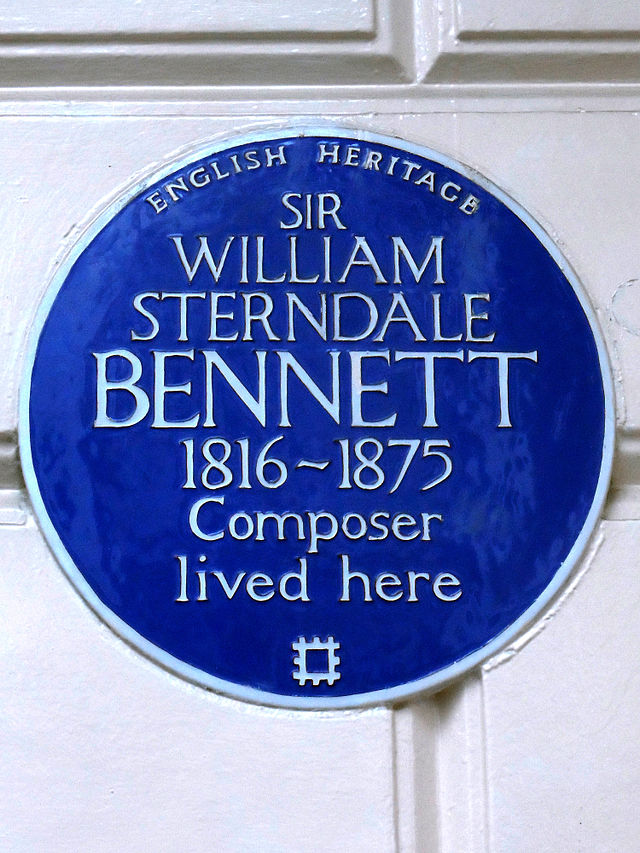 ENGLISH HERITAGE
SIR
WILLIAM
STERNDALE
BENNETT
1816~1875
Composer
lived here